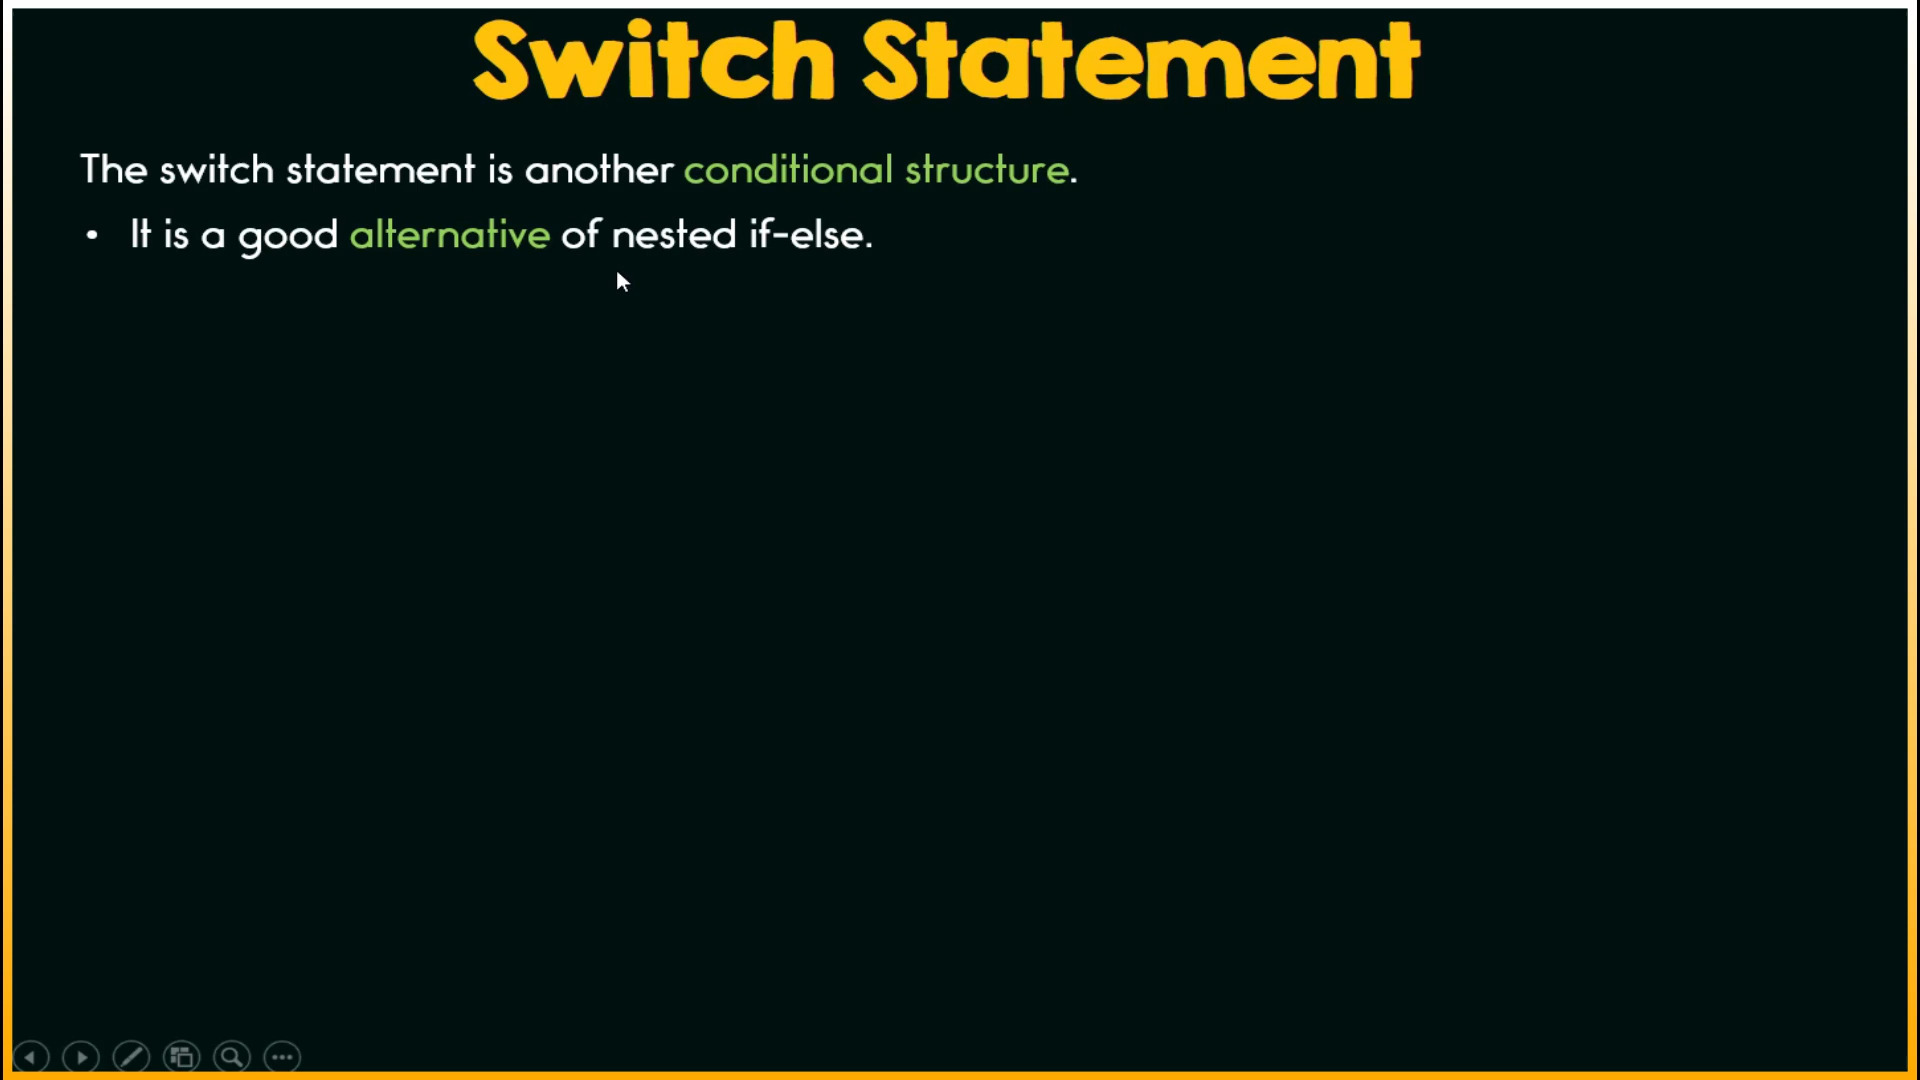 Switch Statement
The switch statement is another conditional structure.
• It is a good alternative of nested if-else.